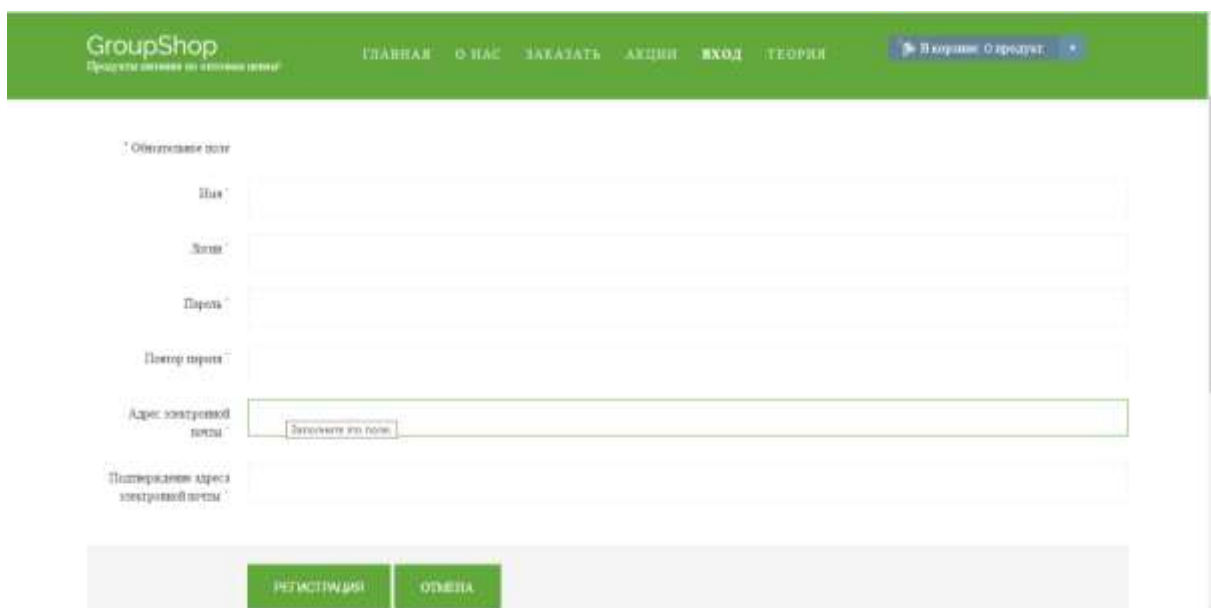 GroupShop
Продукты питания по оптовым ценам!
ГЛАВНАЯ О НАС ЗАКАЗАТЬ АКЦИИ ВХОД ТЕОРИЯ
В корзине: 0 продукт
* Обязательное поле
Имя *
Логин *
Пароль *
Повтор пароля *
Адрес электронной
почты *
Заполните это поле.
Подтверждение адреса
электронной почты *
РЕГИСТРАЦИЯ ОТМЕНА